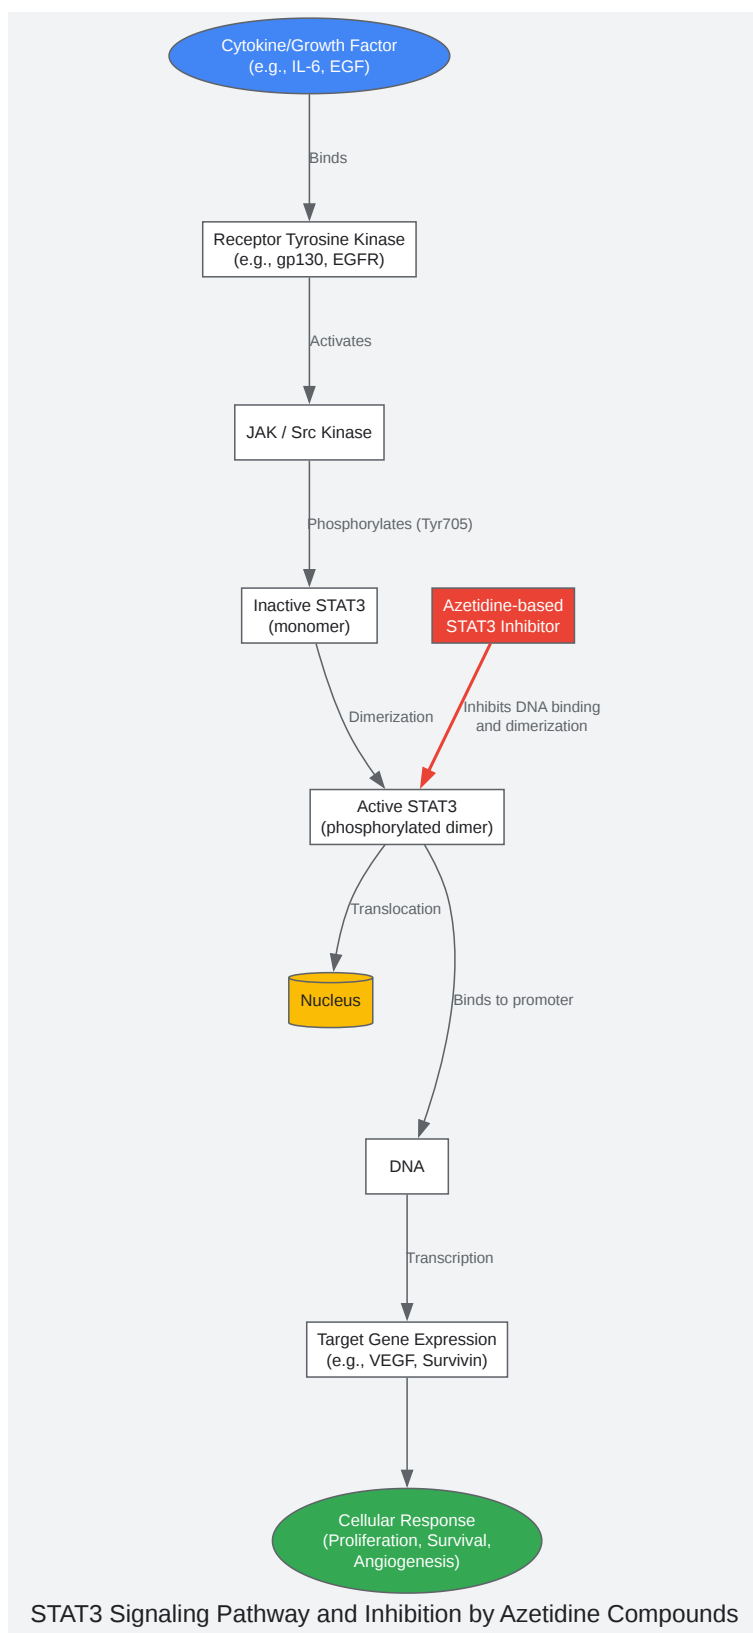 Cytokine/Growth Factor
(e.g., IL-6, EGF)
Binds
Receptor Tyrosine Kinase
(e.g., gp130, EGFR)
Activates
JAK / Src Kinase
Phosphorylates (Tyr705)
Inactive STAT3
(monomer)
Azetidine-based
STAT3 Inhibitor
Dimerization
Inhibits DNA binding
and dimerization
Active STAT3
(phosphorylated dimer)
Translocation
Nucleus
Binds to promoter
DNA
Transcription
Target Gene Expression
(e.g., VEGF, Survivin)
Cellular Response
(Proliferation, Survival,
Angiogenesis)
STAT3 Signaling Pathway and Inhibition by Azetidine Compounds